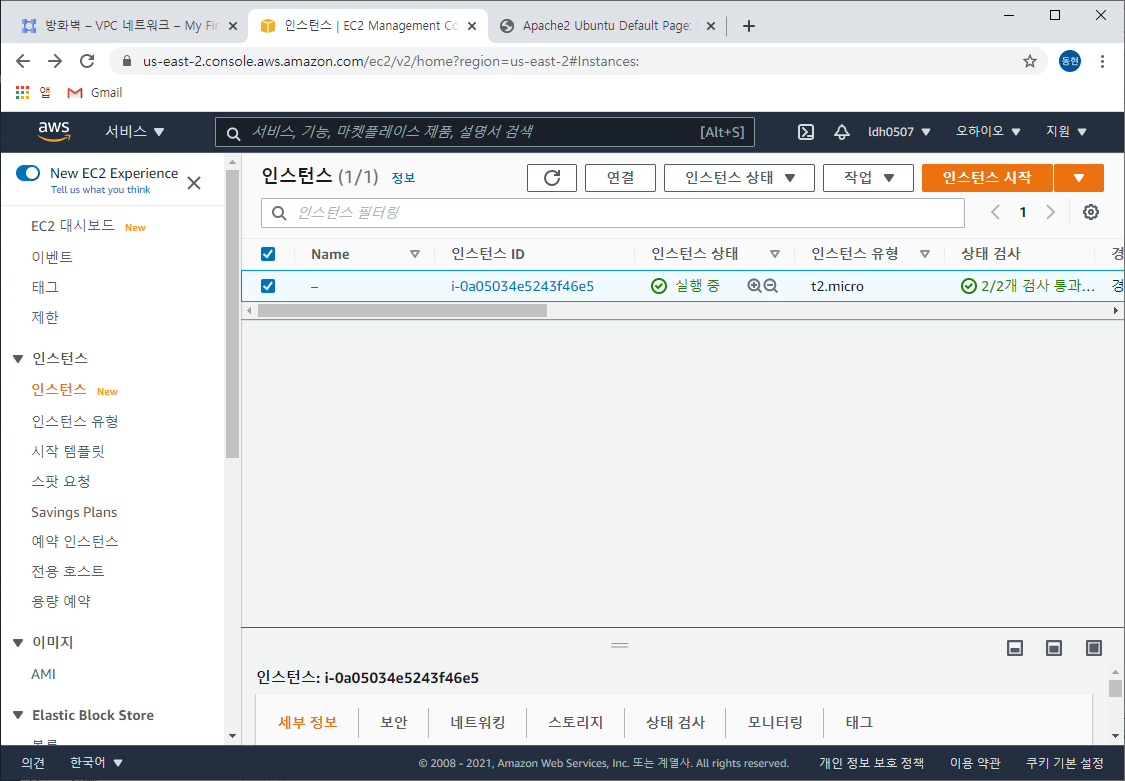 방화벽 – VPC 네트워크 – My Fir
인스턴스 | EC2 Management Co
Apache2 Ubuntu Default Page:
us-east-2.console.aws.amazon.com/ec2/v2/home?region=us-east-2#Instances:
동현
앱
Gmail
aws
서비스
서비스, 기능, 마켓플레이스 제품, 설명서 검색
[Alt+S]
ldh0507
오하이오
지원
New EC2 Experience
Tell us what you think
EC2 대시보드 New
이벤트
태그
제한
인스턴스
인스턴스 New
인스턴스 유형
시작 템플릿
스팟 요청
Savings Plans
예약 인스턴스
전용 호스트
용량 예약
이미지
AMI
Elastic Block Store
볼륨
인스턴스 (1/1) 정보
연결
인스턴스 상태
작업
인스턴스 시작
인스턴스 필터링
1
Name
인스턴스 ID
인스턴스 상태
인스턴스 유형
상태 검사
경
–
i-0a05034e5243f46e5
실행 중
t2.micro
2/2개 검사 통과...
경
인스턴스: i-0a05034e5243f46e5
세부 정보
보안
네트워킹
스토리지
상태 검사
모니터링
태그
의견
한국어
© 2008 - 2021, Amazon Web Services, Inc. 또는 계열사. All rights reserved.
개인 정보 보호 정책
이용 약관
쿠키 기본 설정